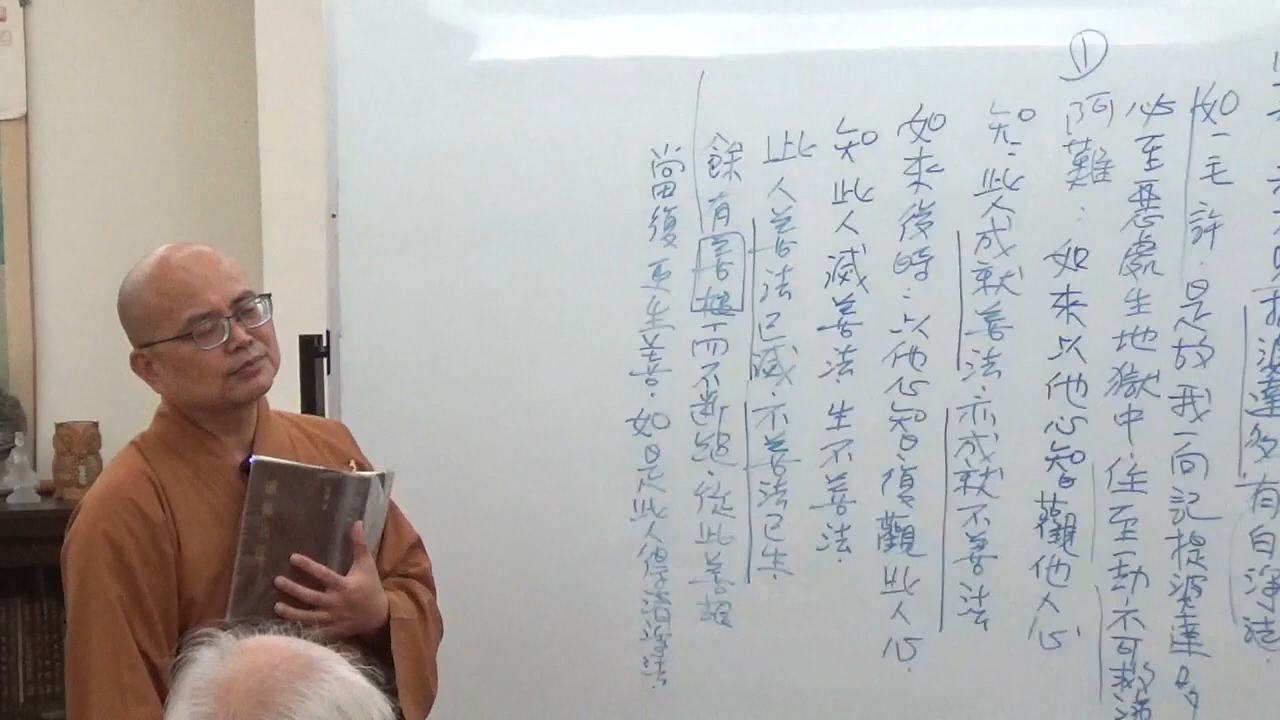 婆達多有白淨法
如一毛許.是故我一向記提婆達多
必至惡處生地獄中.住至劫不可救濟
①
阿難:如來以他心智觀他人心
知:此人成就善法.亦成就不善法
如來後時:以他心智復觀此人心.
知此人滅善法.生不善法.
此人善法已滅.不善法已生.
餘有善根而不斷絕.從此善根
當復更生善.如是此人得清淨法.